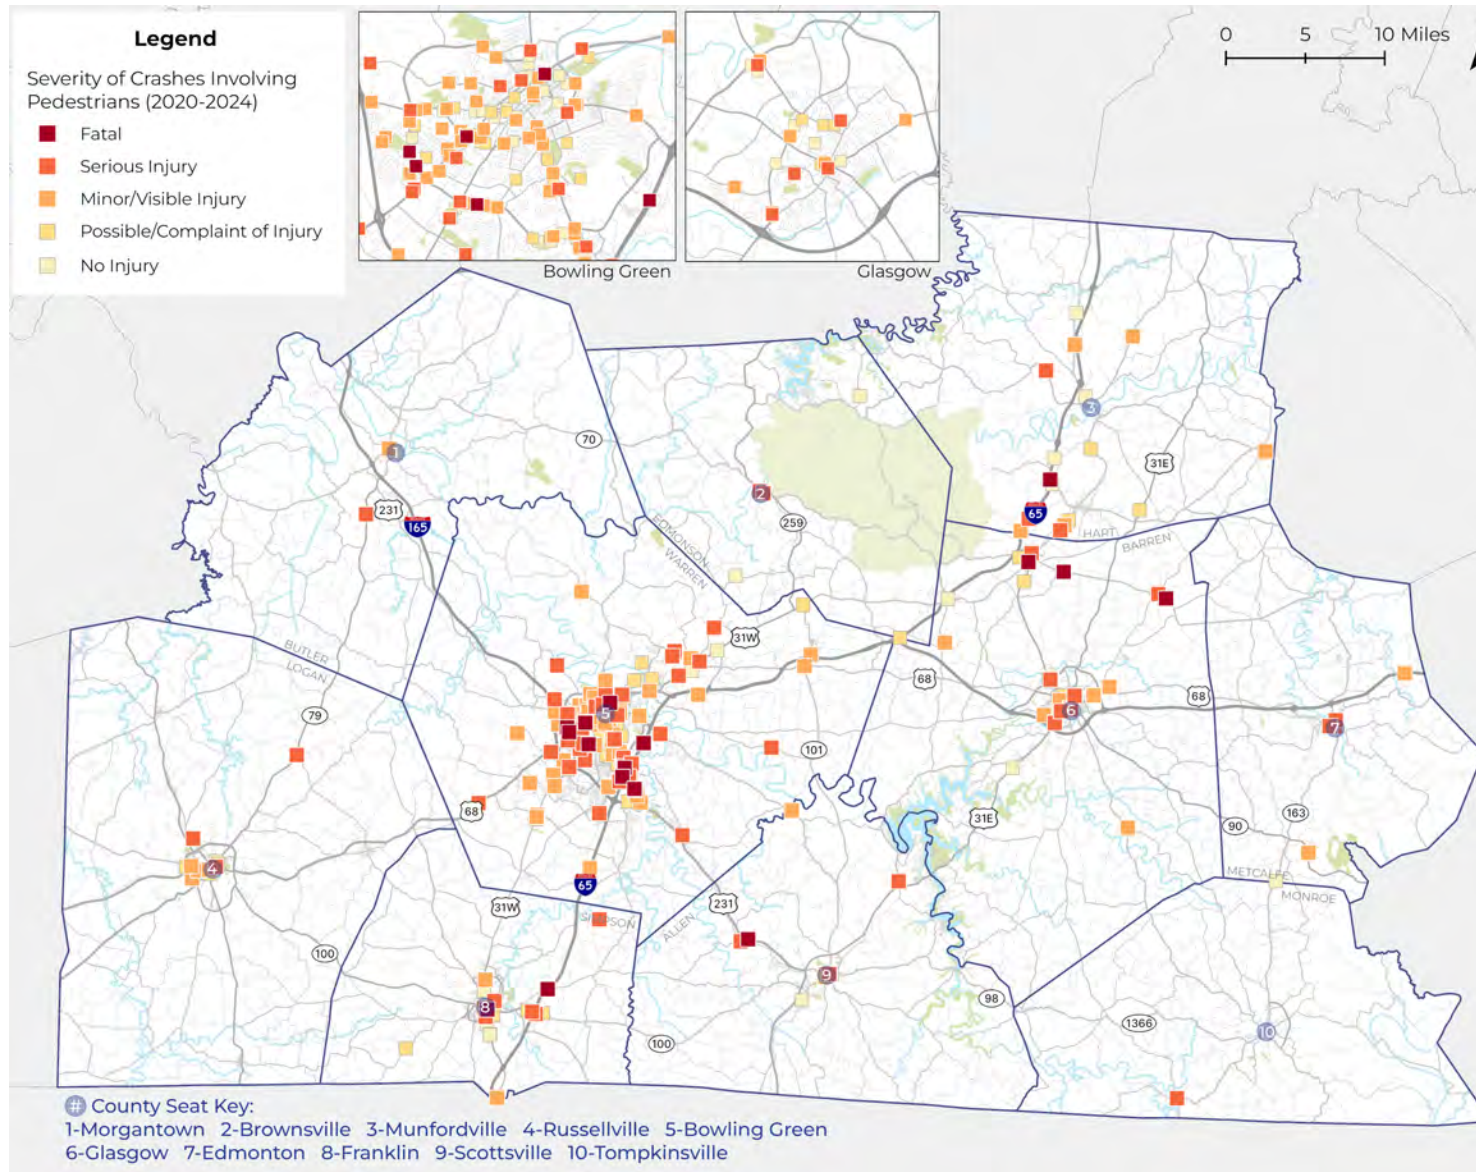 Legend
Severity of Crashes Involving
Pedestrians (2020-2024)
Fatal
Serious Injury
Minor/Visible Injury
Possible/Complaint of Injury
No Injury
Bowling Green
Glasgow
0 5 10 Miles
3
70
31E
1
2
231
165
259
65
HART
BARREN
EDMONSON
WARREN
31W
BUTLER
LOGAN
68
68
79
5
6
7
101
68
31E
163
90
4
METCALFE
MONROE
65
31W
SIMPSON
231
ALLEN
100
9
98
8
1366
10
100
# County Seat Key:
1-Morgantown 2-Brownsville 3-Munfordville 4-Russellville 5-Bowling Green
6-Glasgow 7-Edmonton 8-Franklin 9-Scottsville 10-Tompkinsville